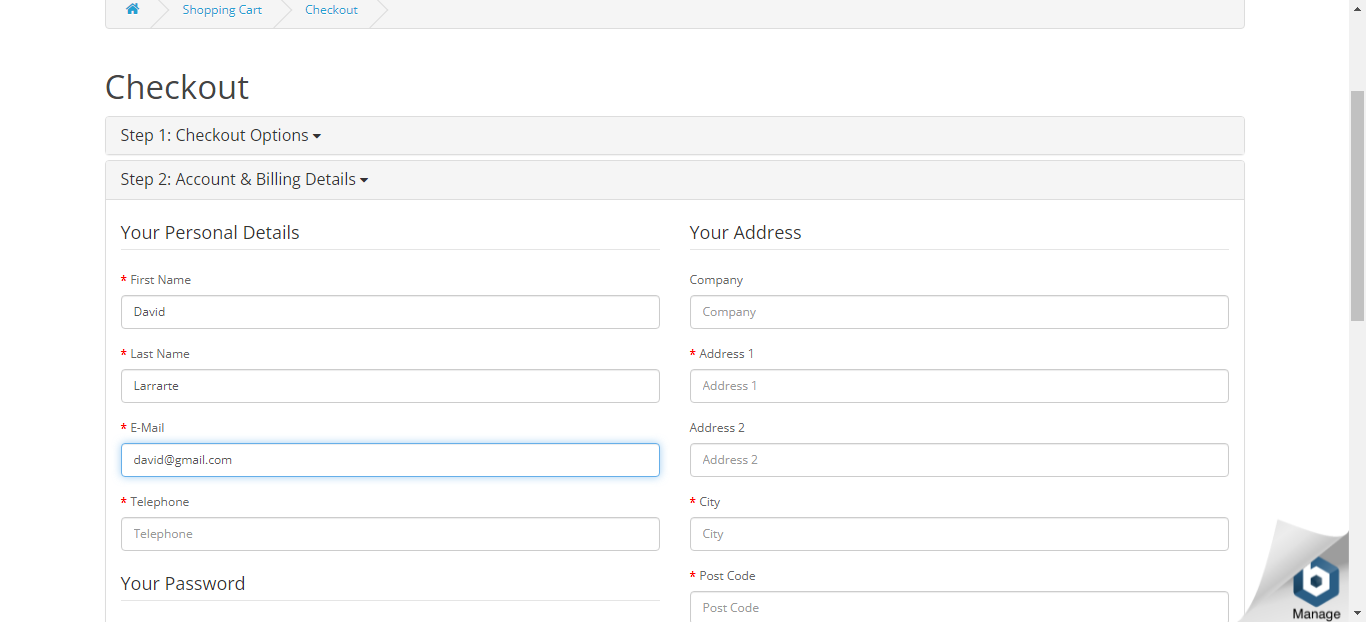 Shopping Cart
Checkout
Checkout
Step 1: Checkout Options
Step 2: Account & Billing Details
Your Personal Details
* First Name
David
* Last Name
Larrarte
* E-Mail
david@gmail.com
* Telephone
Telephone
Your Password
Your Address
Company
Company
* Address 1
Address 1
Address 2
Address 2
* City
City
* Post Code
Post Code
b
Manage